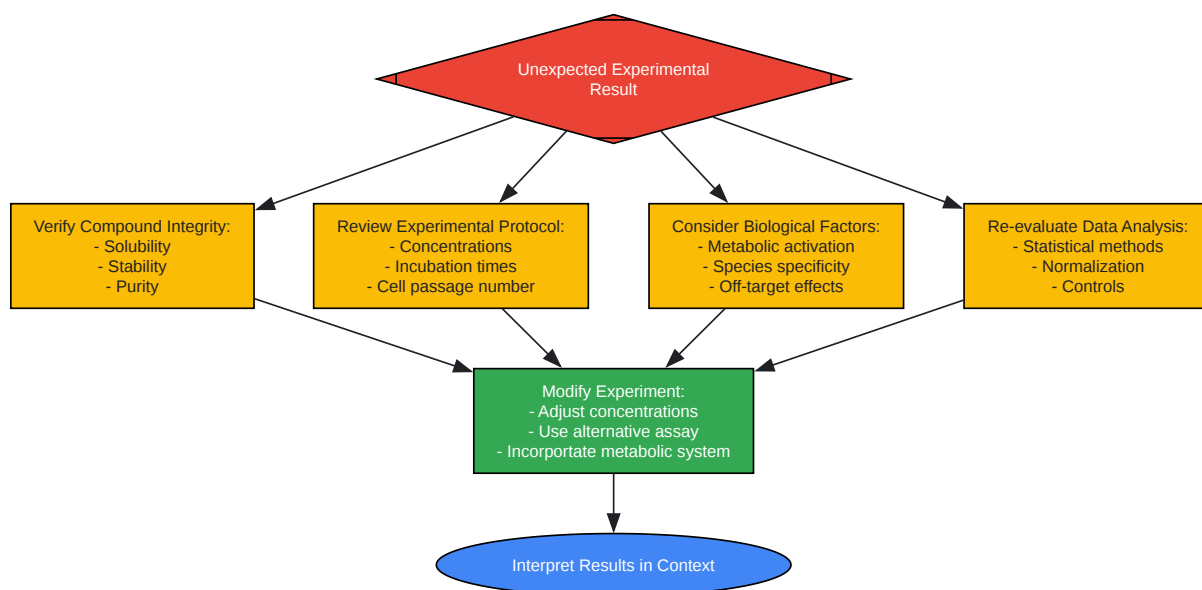 Unexpected Experimental
Result
Verify Compound Integrity:
- Solubility
- Stability
- Purity
Review Experimental Protocol:
- Concentrations
- Incubation times
- Cell passage number
Consider Biological Factors:
- Metabolic activation
- Species specificity
- Off-target effects
Re-evaluate Data Analysis:
- Statistical methods
- Normalization
- Controls
Modify Experiment:
- Adjust concentrations
- Use alternative assay
- Incorportate metabolic system
Interpret Results in Context